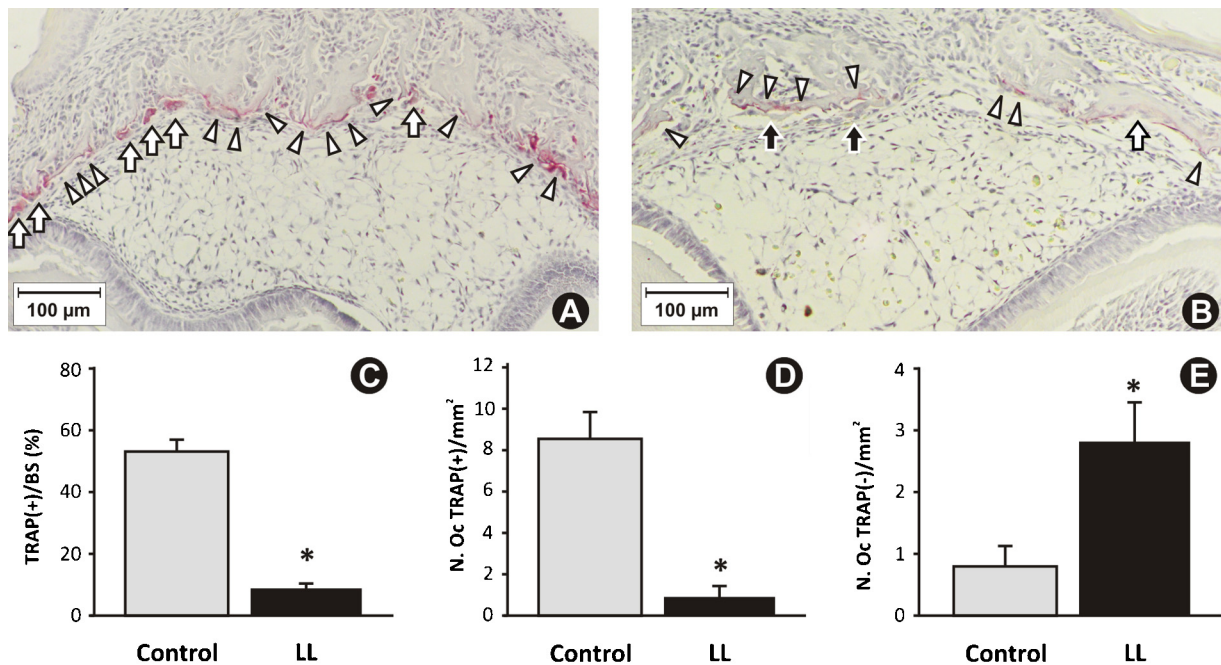 100 µm
A
100 µm
B
C
TRAP(+)/BS (%)
80
60
40
20
0
*
Control LL
D
N. Oc TRAP(+)/mm²
12
10
8
6
4
2
0
*
Control LL
E
N. Oc TRAP(-)/mm²
4
3
2
1
0
*
Control LL